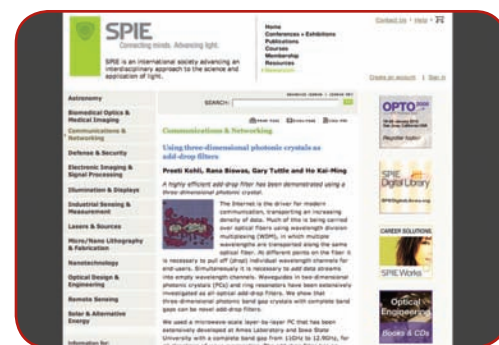 SPIE
Connecting minds. Advancing light.
SPIE is an international society advancing an
interdisciplinary approach to the science and
application of light.
Home
Conferences + Exhibitions
Publications
Courses
Membership
Resources
Contact Us • Help •
Create an account | Sign in
SEARCH:
Astronomy
Biomedical Optics &
Medical Imaging
Communications &
Networking
Defense & Security
Electronic Imaging &
Signal Processing
Illumination & Displays
Industrial Sensing &
Measurement
Lasers & Sources
Micro/Nano Lithography
& Fabrication
Nanotechnology
Optical Design &
Engineering
Remote Sensing
Solar & Alternative
Energy
Information for:
Communications & Networking
Using three-dimensional photonic crystals as
add-drop filters
Preeti Kohli, Rana Biswas, Gary Tuttle and Ho Kai-Ming
A highly efficient add-drop filter has been demonstrated using a
three-dimensional photonic crystal.
The Internet is the driver for modern
communication, transporting an increasing
density of data. Much of this is being carried
over optical fibers using wavelength division
multiplexing (WDM), in which multiple
wavelengths are transported along the same
optical fiber. At different points on the fiber it
is necessary to pull off (drop) individual wavelength channels for
end-users. Simultaneously it is necessary to add data streams
into empty wavelength channels. Waveguides in two-dimensional
photonic crystals (PCs) and ring resonators have been extensively
investigated as all-optical add-drop filters. We show that
three-dimensional photonic band gap crystals with complete band
gaps can be novel add-drop filters.
We used a microwave-scale layer-by-layer PC that has been
extensively developed at Ames Laboratory and Iowa State
University with a complete band gap from 11GHz to 12.9GHz, for
OPTO
Register today!
SPIE
Digital Library
SPIEDigitalLibrary.org
CAREER SOLUTIONS
SPIEWorks
Optical
Engineering
Books & CDs